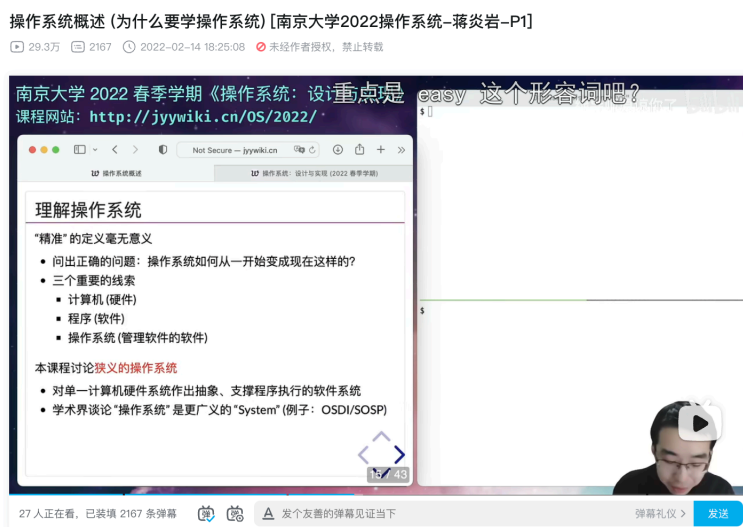 操作系统概述 (为什么要学操作系统) [南京大学2022操作系统-蒋炎岩-P1]
29.3万 2167 2022-02-14 18:25:08 未经作者授权，禁止转载
南京大学 2022 春季学期《操作系统：设计
重点是 easy 这个形容词吧？
课程网站：http://jyywiki.cn/OS/2022/
$
Not Secure — jyywiki.cn
操作系统概述
操作系统：设计与实现 (2022 春季学期)
理解操作系统
“精准” 的定义毫无意义
• 问出正确的问题：操作系统如何从一开始变成现在这样的？
• 三个重要的线索
▪ 计算机 (硬件)
▪ 程序 (软件)
▪ 操作系统 (管理软件的软件)
$
本课程讨论狭义的操作系统
• 对单一计算机硬件系统作出抽象、支撑程序执行的软件系统
• 学术界谈论 “操作系统” 是更广义的 “System” (例子：OSDI/SOSP)
15 / 43
27 人正在看，已装填 2167 条弹幕 弹 弹 A 发个友善的弹幕见证当下 弹幕礼仪 > 发送